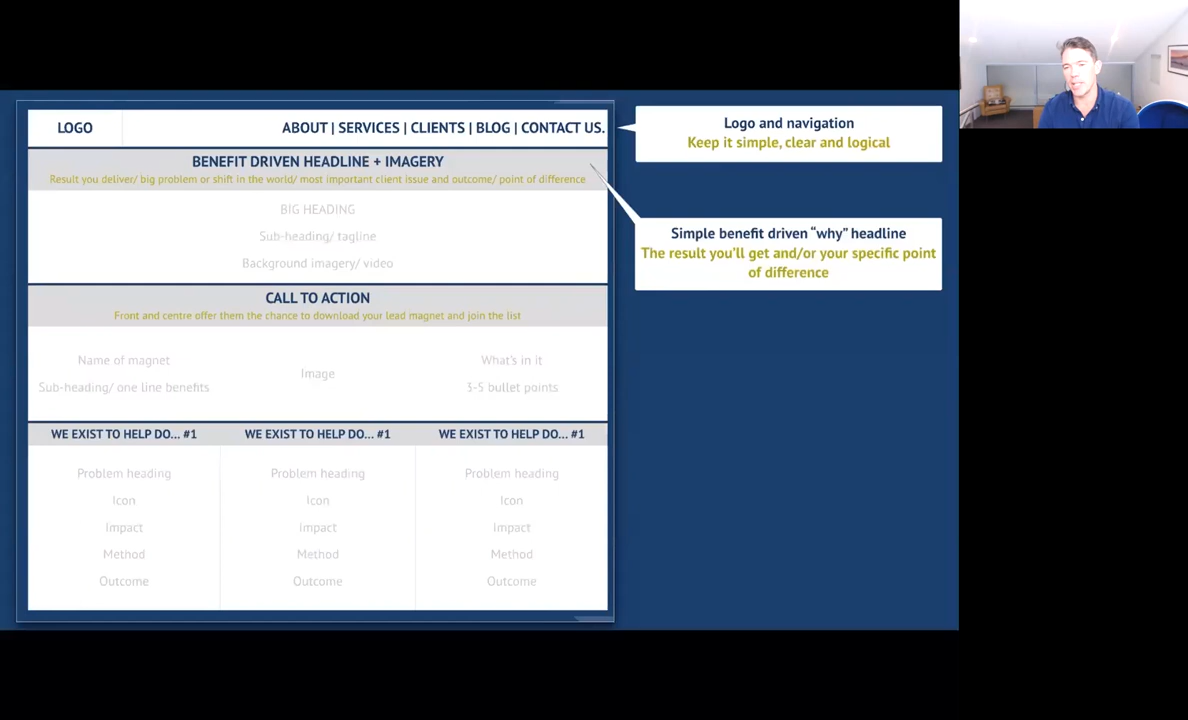 LOGO
ABOUT | SERVICES | CLIENTS | BLOG | CONTACT US.
BENEFIT DRIVEN HEADLINE + IMAGERY
Result you deliver/ big problem or shift in the world/ most important client issue and outcome/ point of difference
BIG HEADING
Sub-heading/ tagline
Background imagery/ video
CALL TO ACTION
Front and centre offer them the chance to download your lead magnet and join the list
Name of magnet
Sub-heading/ one line benefits
Image
What's in it
3-5 bullet points
WE EXIST TO HELP DO... #1
Problem heading
Icon
Impact
Method
Outcome
WE EXIST TO HELP DO... #1
Problem heading
Icon
Impact
Method
Outcome
WE EXIST TO HELP DO... #1
Problem heading
Icon
Impact
Method
Outcome
Logo and navigation
Keep it simple, clear and logical
Simple benefit driven “why” headline
The result you'll get and/or your specific point
of difference